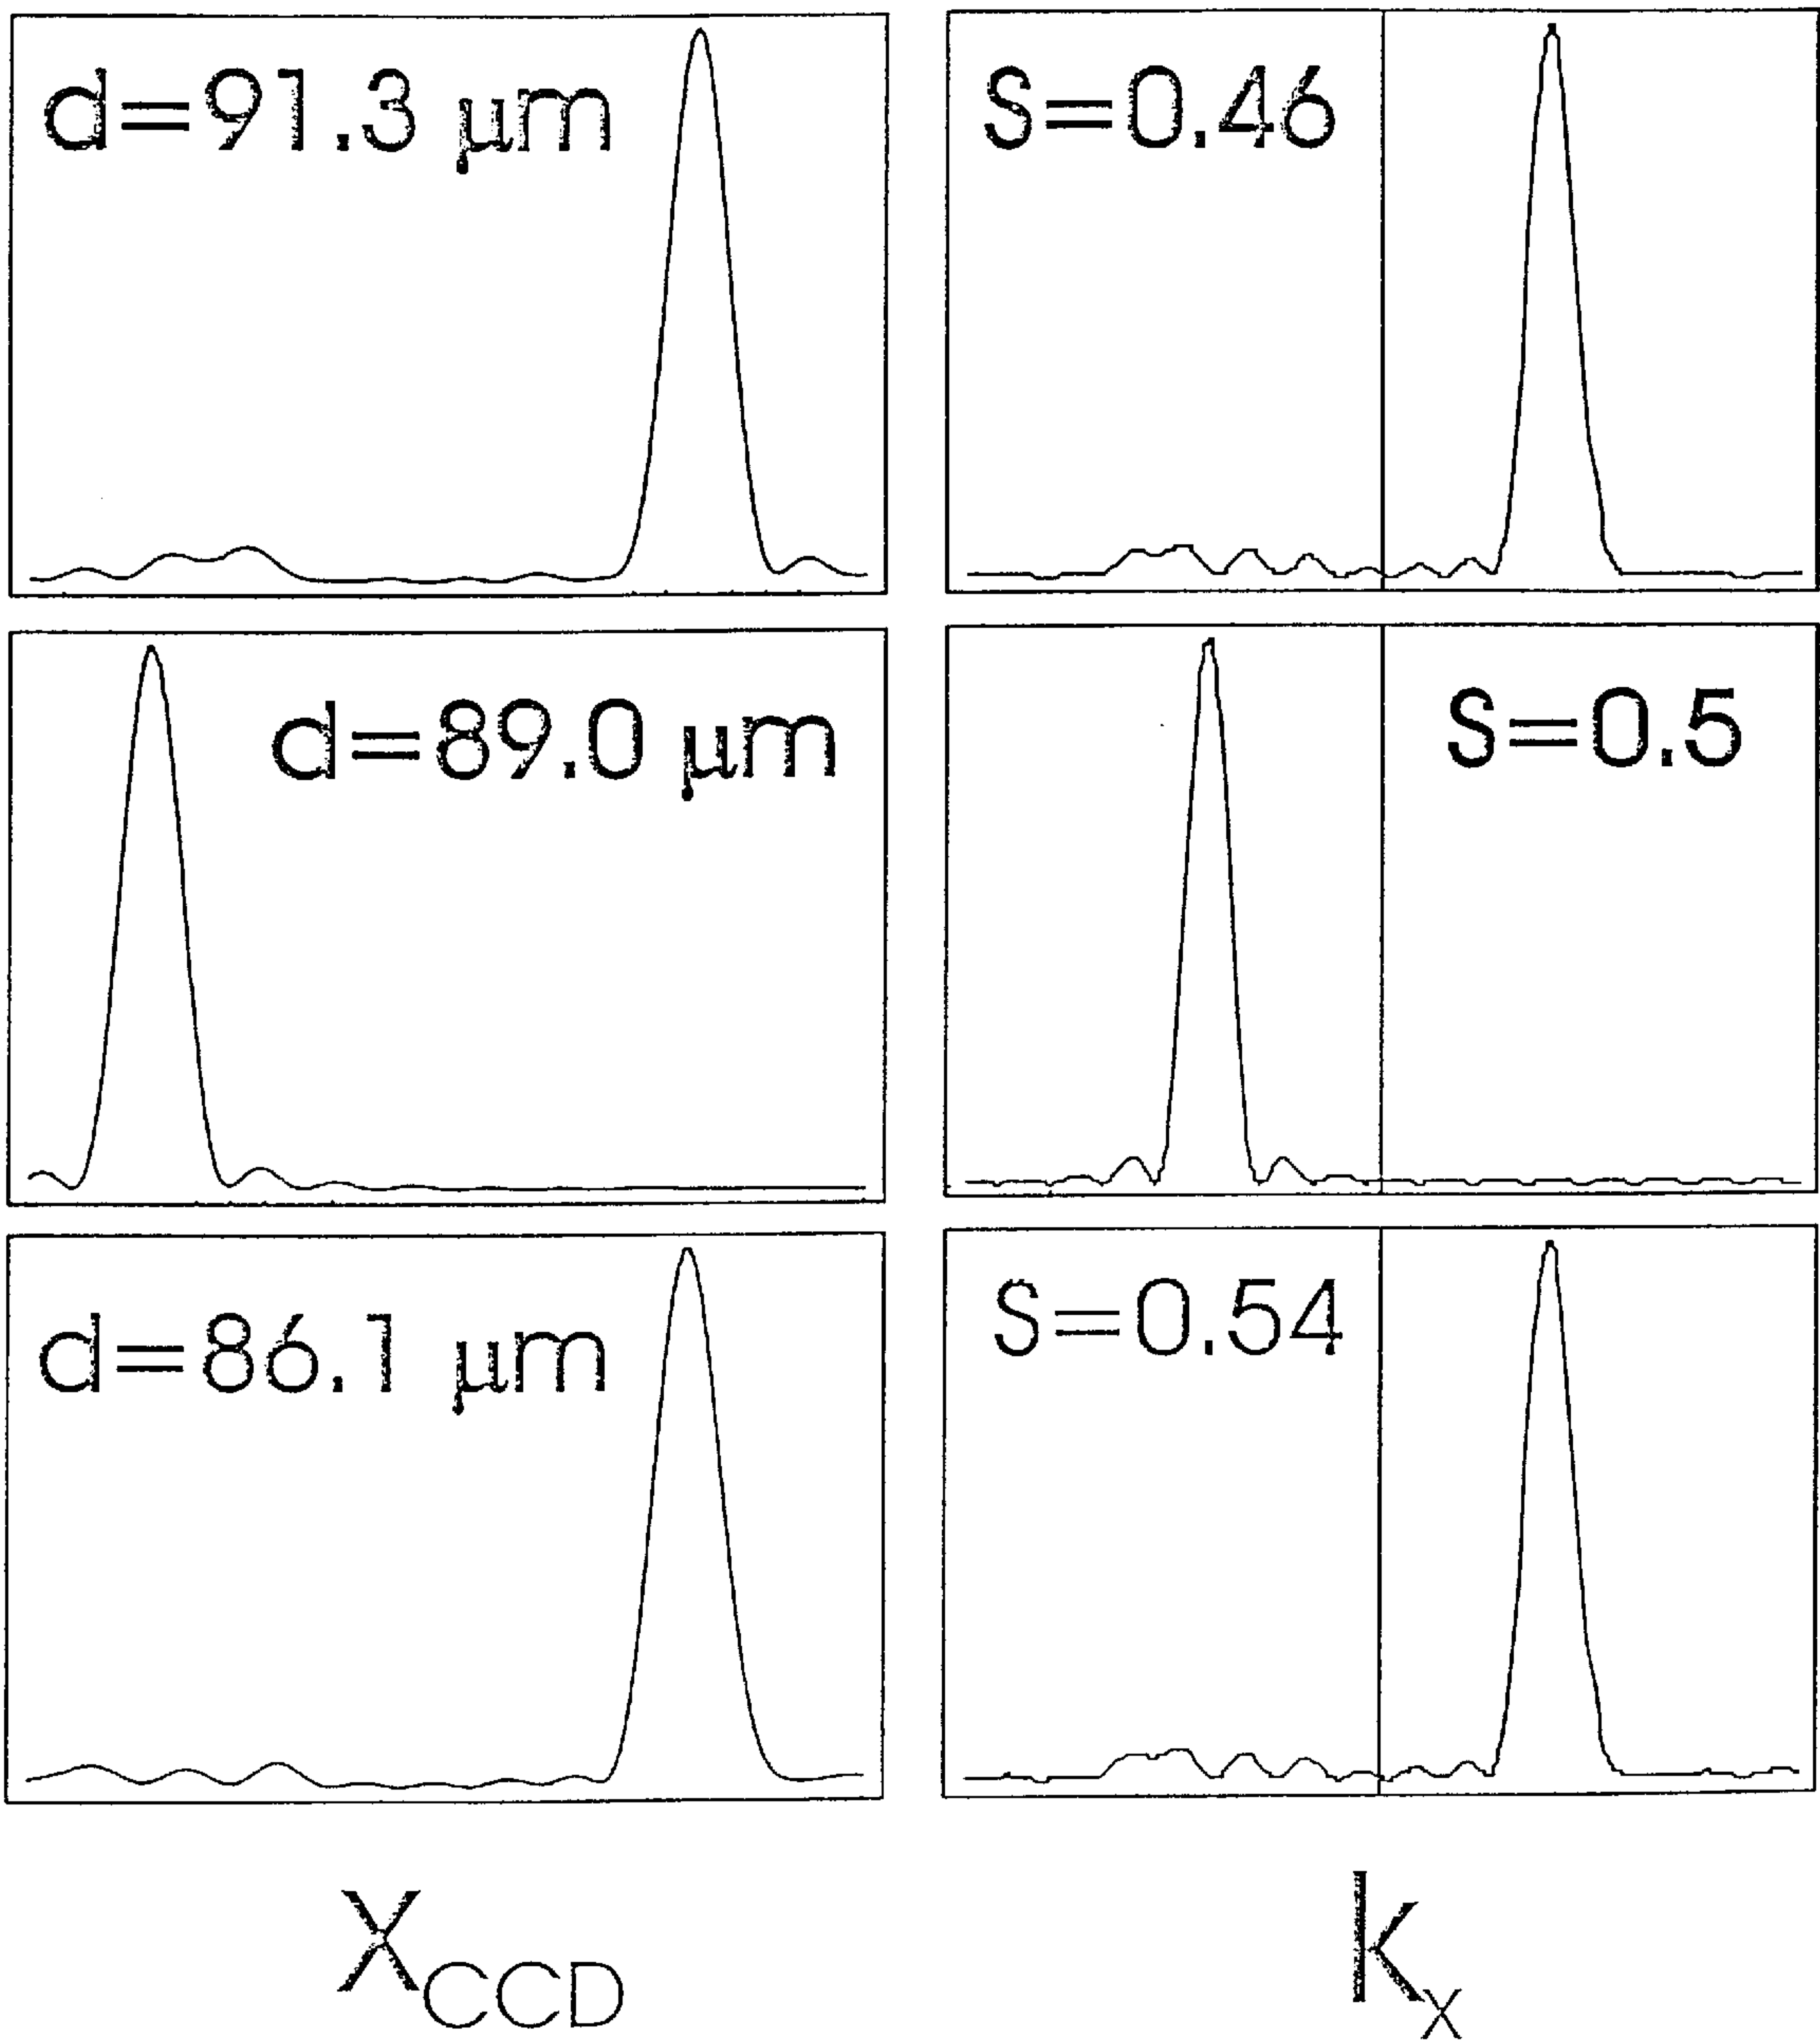 d=91.3 μm
S=0.46
d=89.0 μm
S=0.5
d=86.1 μm
S=0.54
X_CCD
k_x